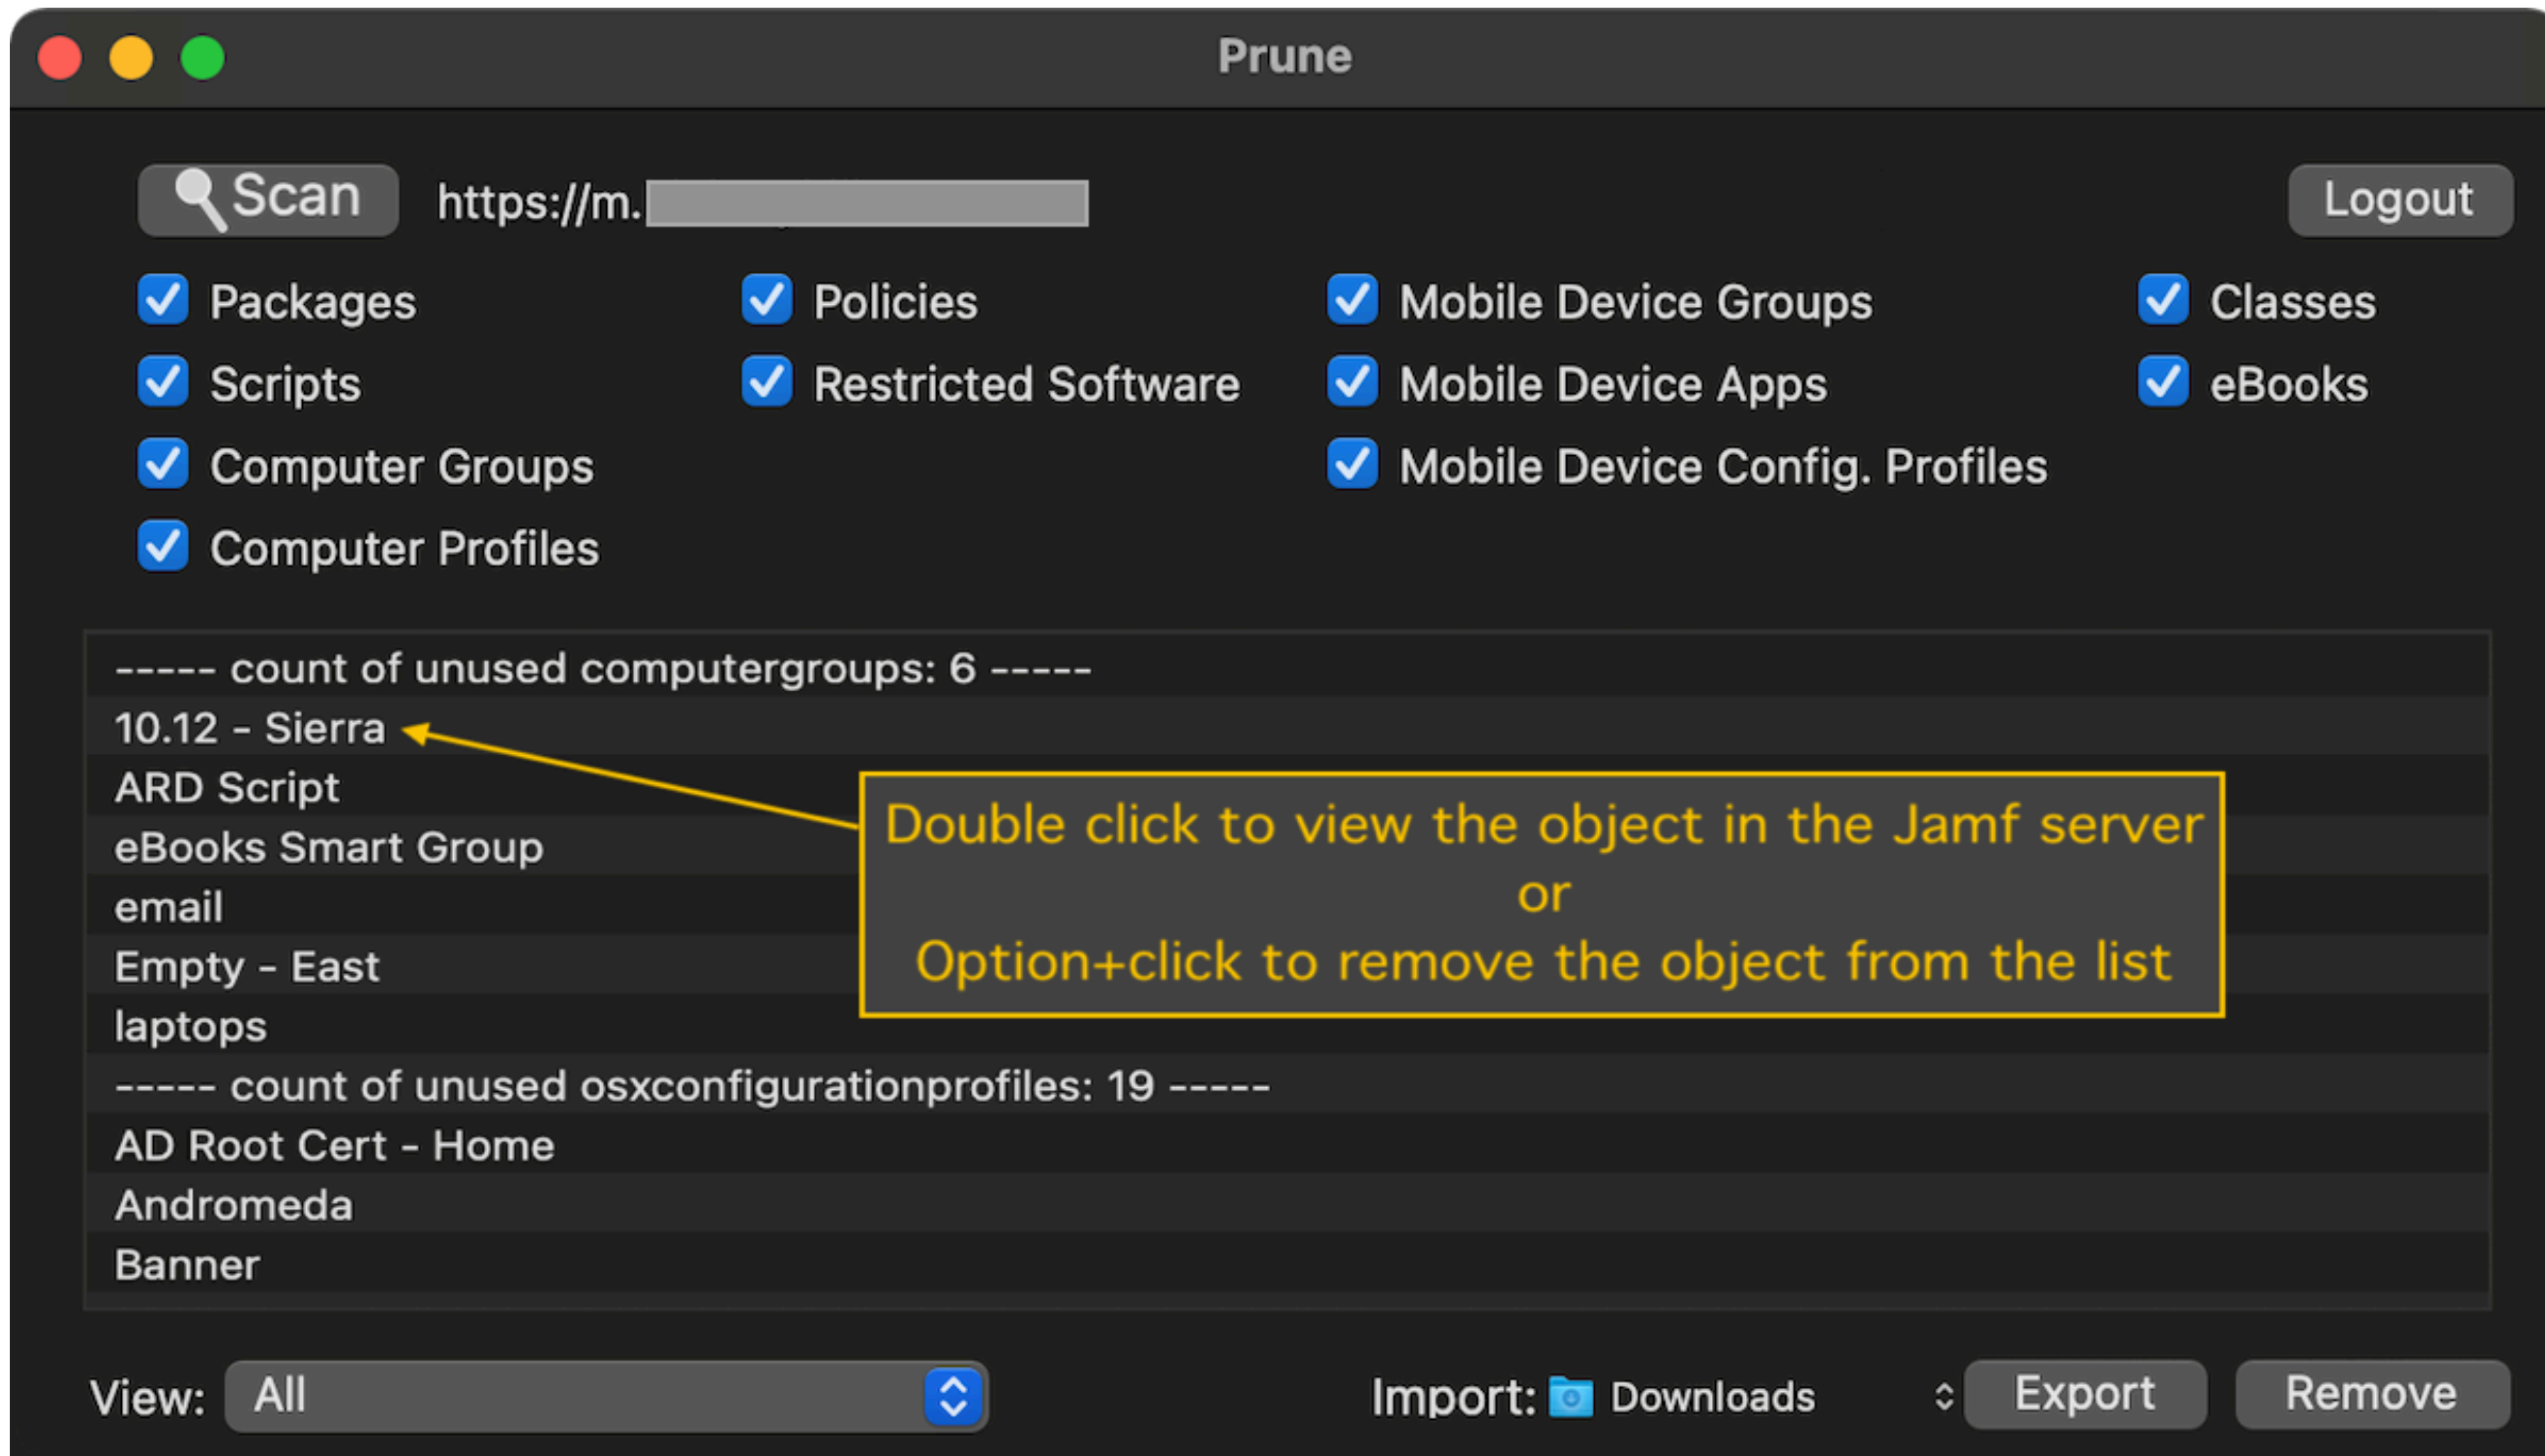 Prune
Scan https://m. Logout
Packages Policies Mobile Device Groups Classes
Scripts Restricted Software Mobile Device Apps eBooks
Computer Groups Mobile Device Config. Profiles
Computer Profiles
----- count of unused computergroups: 6 -----
10.12 - Sierra
ARD Script
eBooks Smart Group
email
Empty - East
laptops
Double click to view the object in the Jamf server
or
Option+click to remove the object from the list
----- count of unused osxconfigurationprofiles: 19 -----
AD Root Cert - Home
Andromeda
Banner
View: All Import: Downloads Export Remove